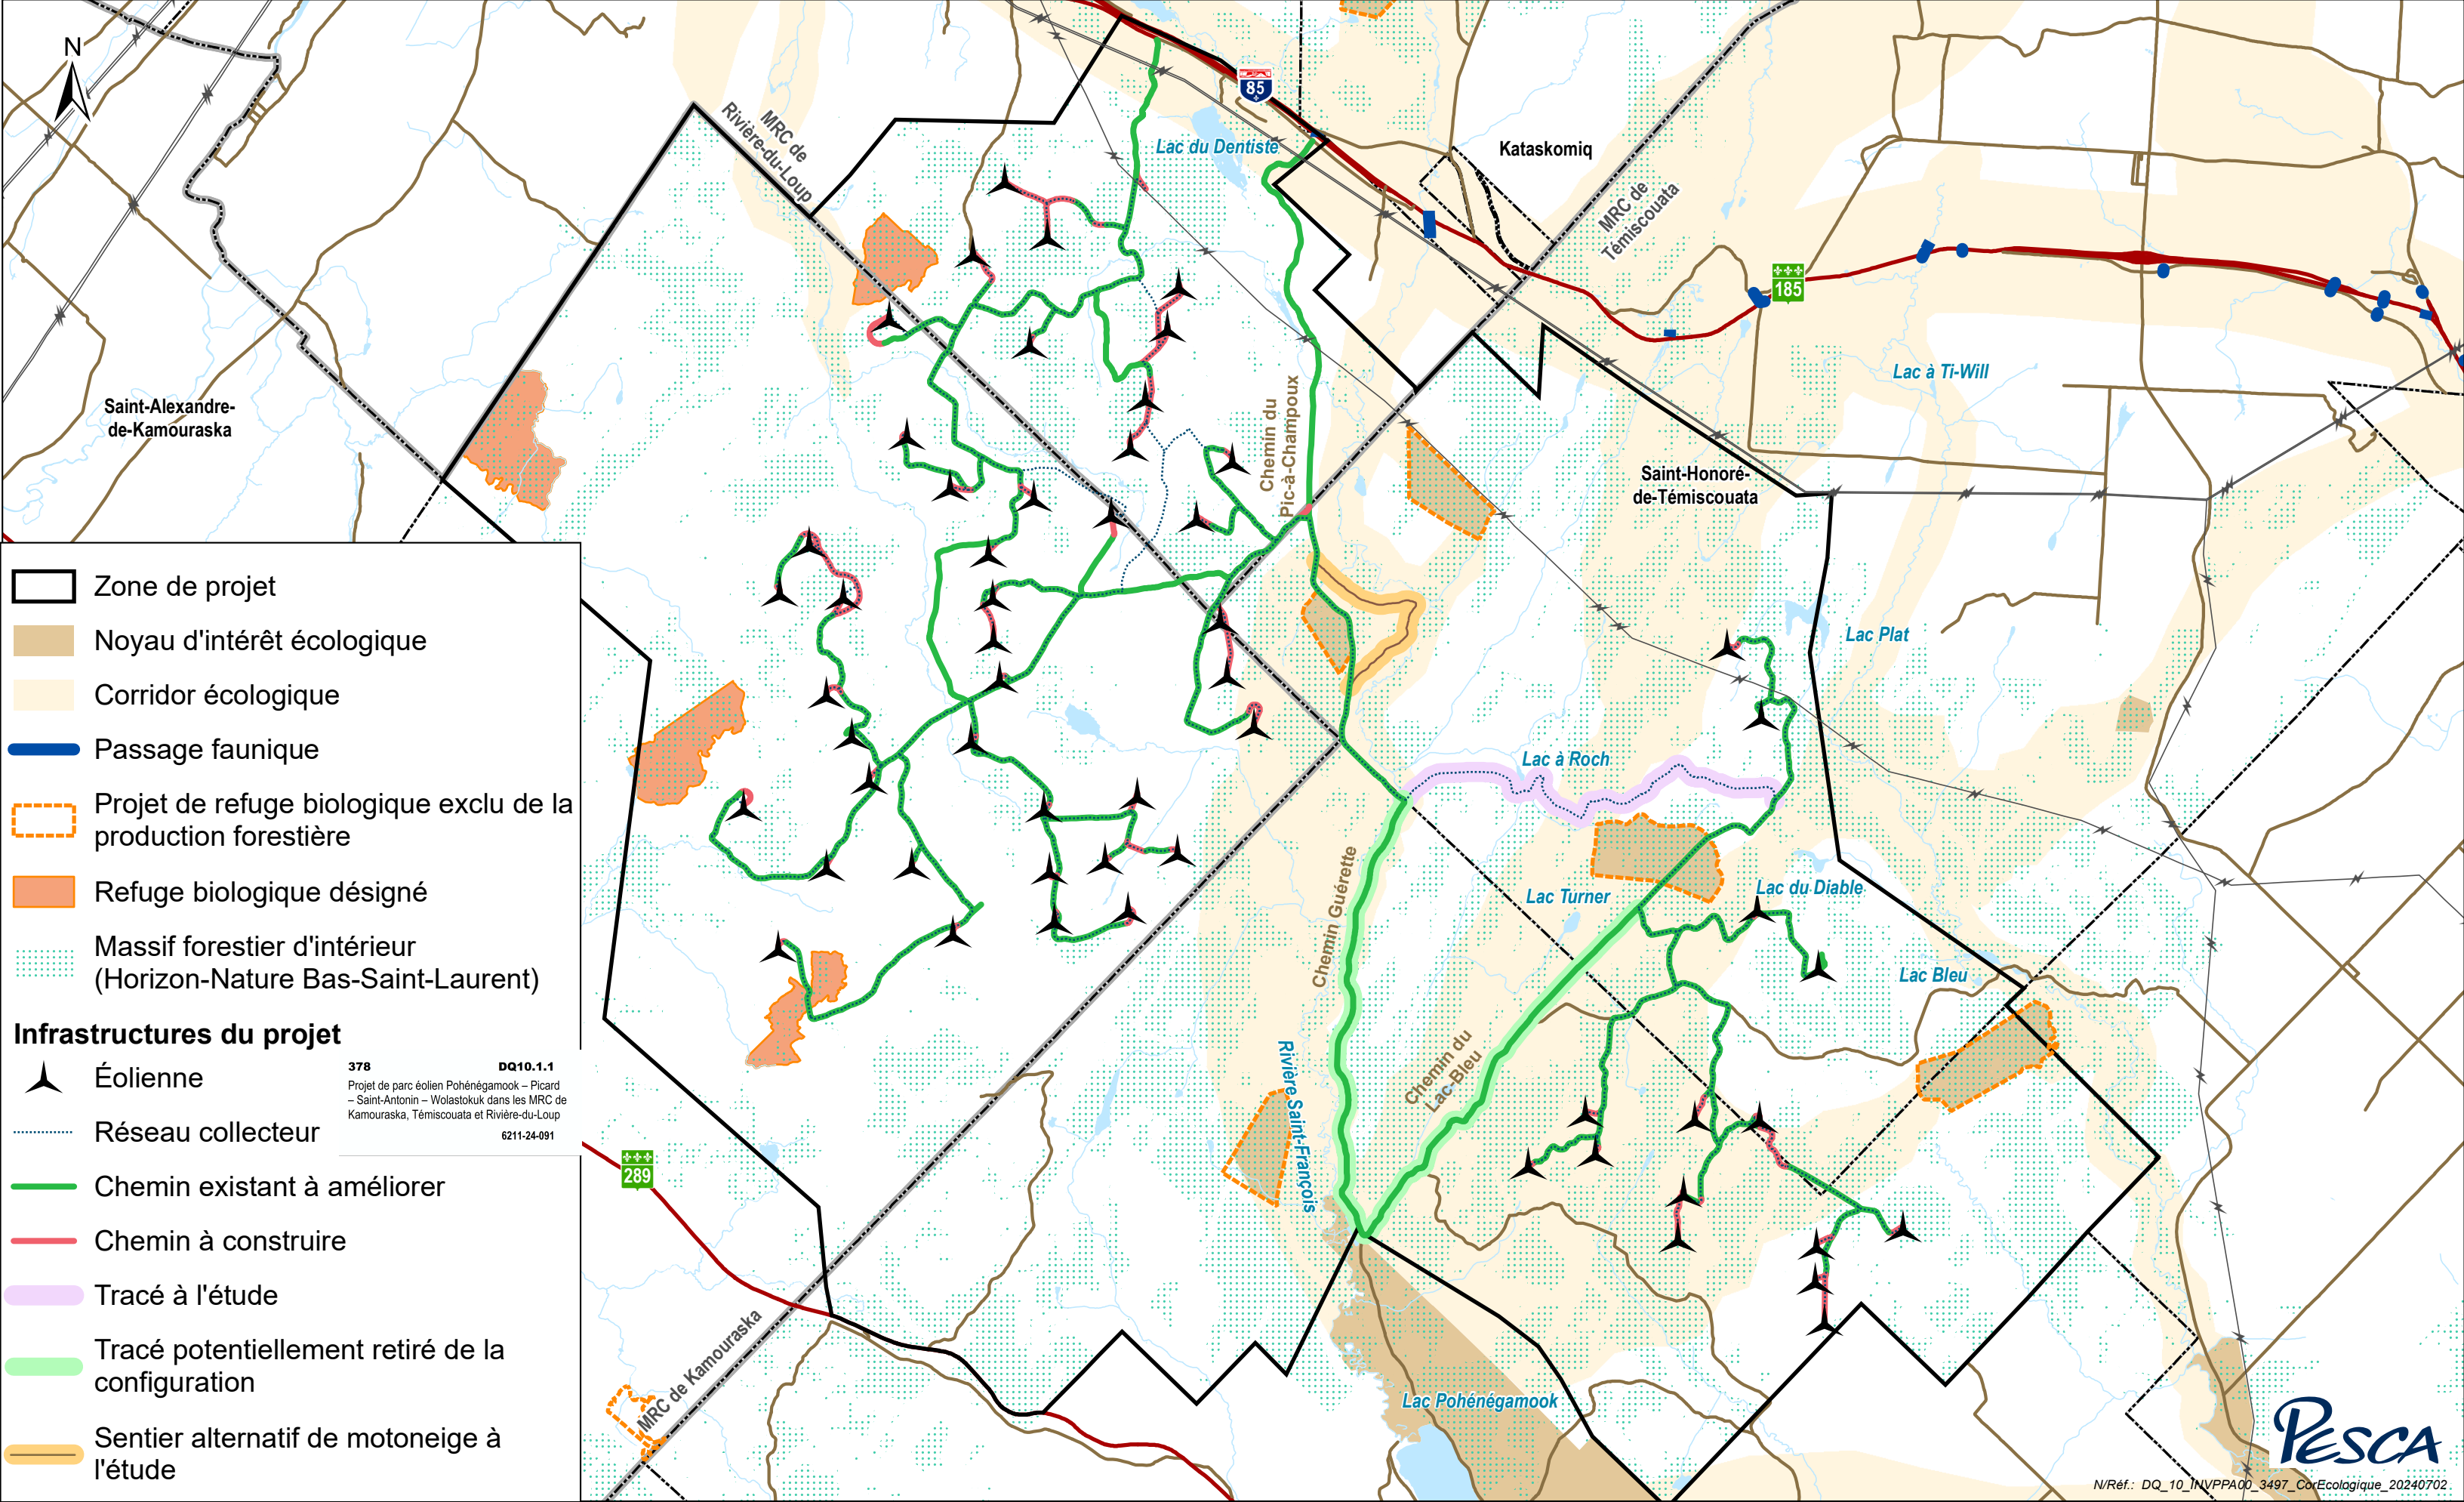 N
85
MRC de
Rivière-du-Loup
Lac du Dentiste
Kataskomiq
MRC de
Témiscouata
185
Lac à Ti-Will
Saint-Alexandre-
de-Kamouraska
Chemin du
Pic-à-Champoux
Saint-Honoré-
de-Témiscouata
Lac Plat
Lac à Roch
Chemin Guérette
Lac Turner
Lac du Diable
Lac Bleu
Chemin du
Lac-Bleu
Rivière Saint-François
289
MRC de Kamouraska
Lac Pohénégamook
Zone de projet
Noyau d'intérêt écologique
Corridor écologique
Passage faunique
Projet de refuge biologique exclu de la
production forestière
Refuge biologique désigné
Massif forestier d'intérieur
(Horizon-Nature Bas-Saint-Laurent)
Infrastructures du projet
Éolienne
Réseau collecteur
Chemin existant à améliorer
Chemin à construire
Tracé à l'étude
Tracé potentiellement retiré de la
configuration
Sentier alternatif de motoneige à
l'étude
378 DQ10.1.1
Projet de parc éolien Pohénégamook – Picard
– Saint-Antonin – Wolastokuk dans les MRC de
Kamouraska, Témiscouata et Rivière-du-Loup
6211-24-091
PESCA
N/Réf.: DQ_10_INVPPA00_3497_CorEcologique_20240702